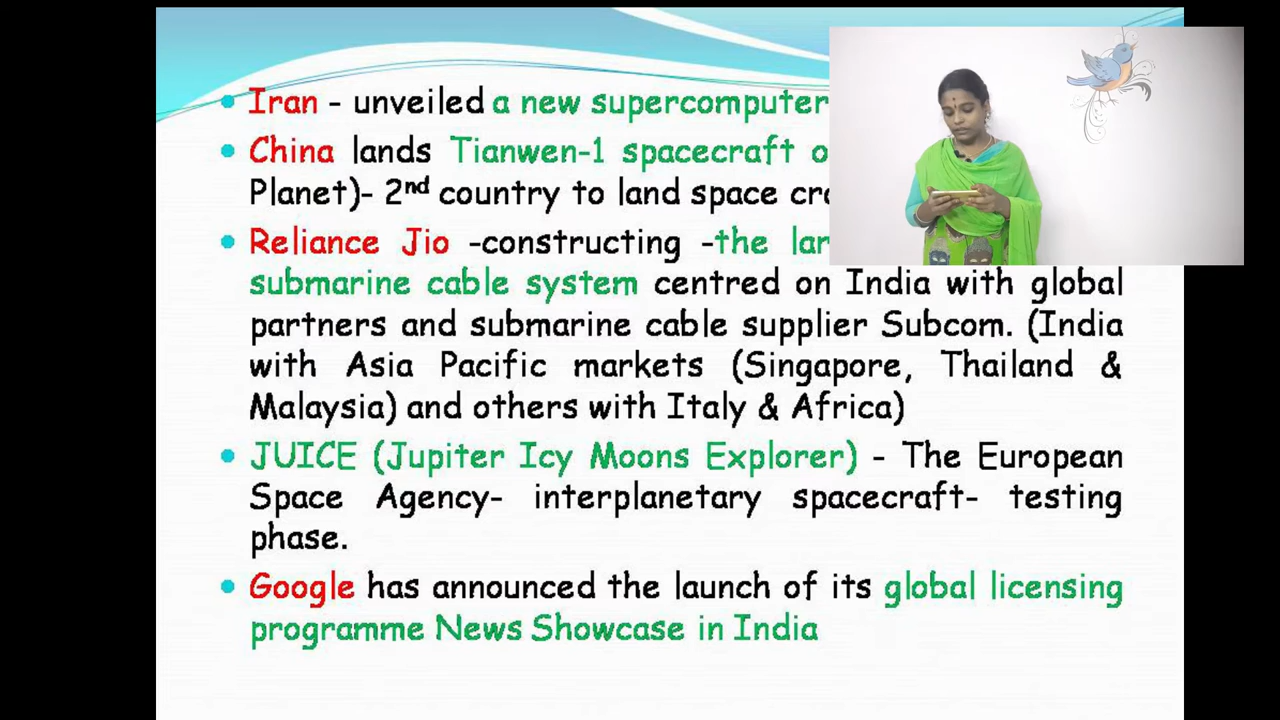 Iran - unveiled a new supercomputer
China lands Tianwen-1 spacecraft
Planet)- 2nd country to land space
Reliance Jio -constructing -the
submarine cable system centred on India with global
partners and submarine cable supplier Subcom. (India
with Asia Pacific markets (Singapore, Thailand &
Malaysia) and others with Italy & Africa)
JUICE (Jupiter Icy Moons Explorer) - The European
Space Agency- interplanetary spacecraft- testing
phase.
Google has announced the launch of its global licensing
programme News Showcase in India